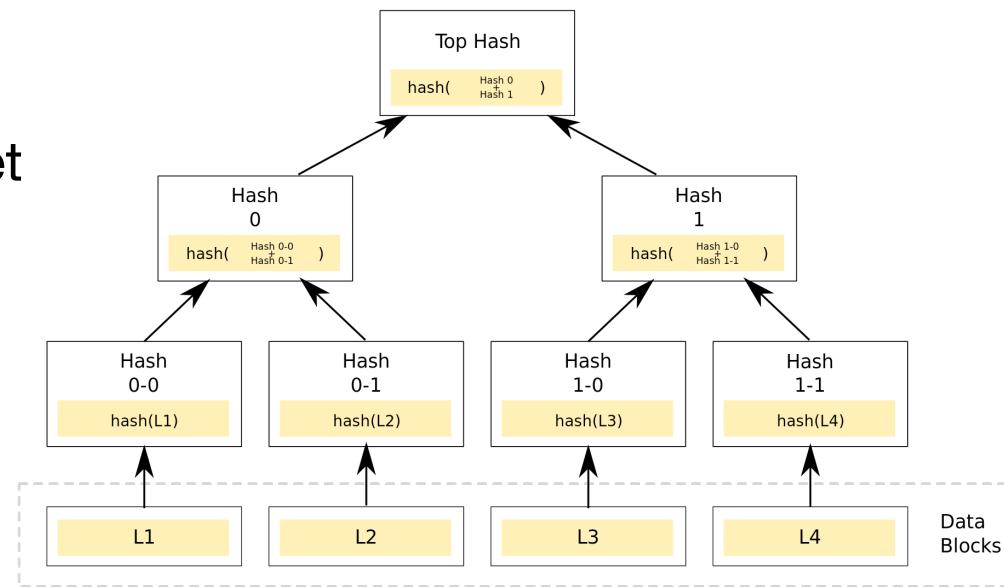 Top Hash
hash( Hash 0 + Hash 1 )
et
Hash
0
hash( Hash 0-0 + Hash 0-1 )
Hash
1
hash( Hash 1-0 + Hash 1-1 )
Hash
0-0
hash(L1)
Hash
0-1
hash(L2)
Hash
1-0
hash(L3)
Hash
1-1
hash(L4)
L1
L2
L3
L4
Data
Blocks